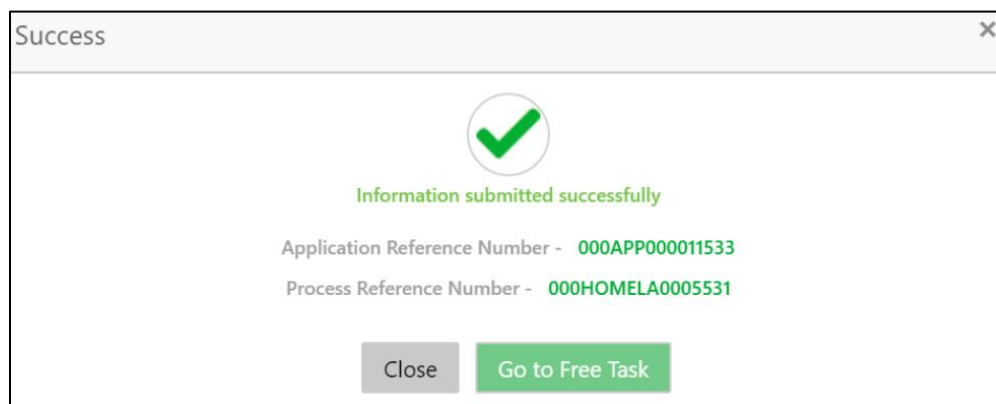 Success
Information submitted successfully
Application Reference Number - 000APP000011533
Process Reference Number - 000HOMELA0005531
Close Go to Free Task